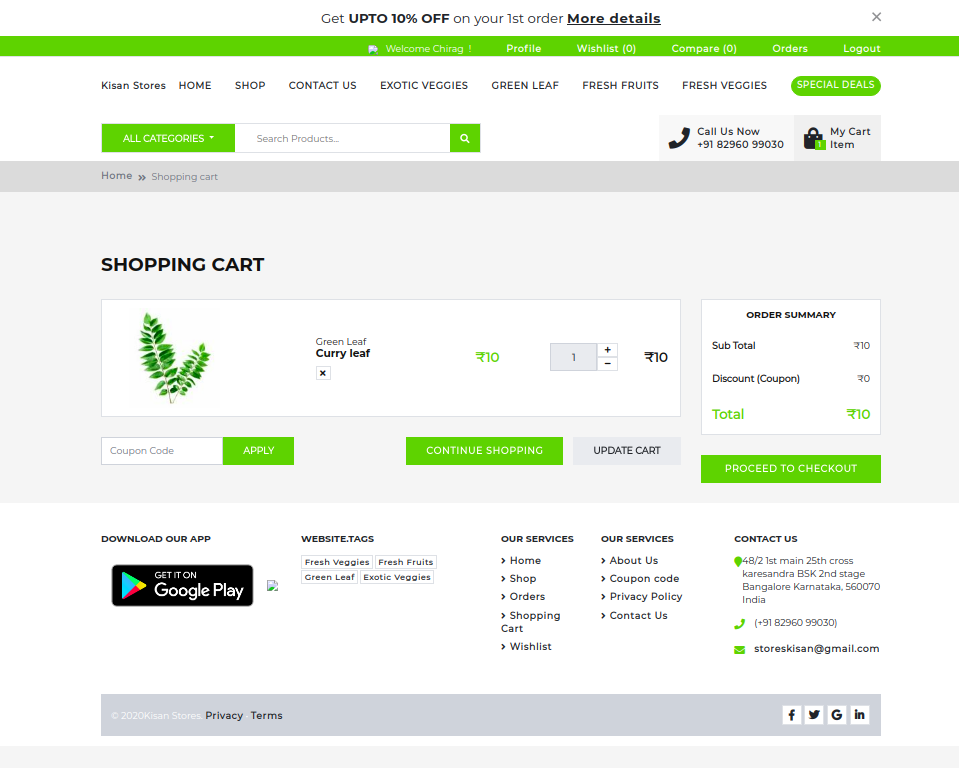 Get UPTO 10% OFF on your 1st order More details
Welcome Chirag !
Profile
Wishlist (0)
Compare (0)
Orders
Logout
Kisan Stores
HOME
SHOP
CONTACT US
EXOTIC VEGGIES
GREEN LEAF
FRESH FRUITS
FRESH VEGGIES
SPECIAL DEALS
ALL CATEGORIES
Search Products...
Call Us Now
+91 82960 99030
My Cart
1 Item
Home » Shopping cart
SHOPPING CART
Green Leaf
Curry leaf
₹10
1
+
−
₹10
Coupon Code
APPLY
CONTINUE SHOPPING
UPDATE CART
ORDER SUMMARY
Sub Total ₹10
Discount (Coupon) ₹0
Total ₹10
PROCEED TO CHECKOUT
DOWNLOAD OUR APP
GET IT ON
Google Play
WEBSITE.TAGS
Fresh Veggies Fresh Fruits
Green Leaf Exotic Veggies
OUR SERVICES
Home
Shop
Orders
Shopping
Cart
Wishlist
OUR SERVICES
About Us
Coupon code
Privacy Policy
Contact Us
CONTACT US
48/2 1st main 25th cross
karesandra BSK 2nd stage
Bangalore Karnataka, 560070
India
(+91 82960 99030)
storeskisan@gmail.com
© 2020Kisan Stores. Privacy · Terms